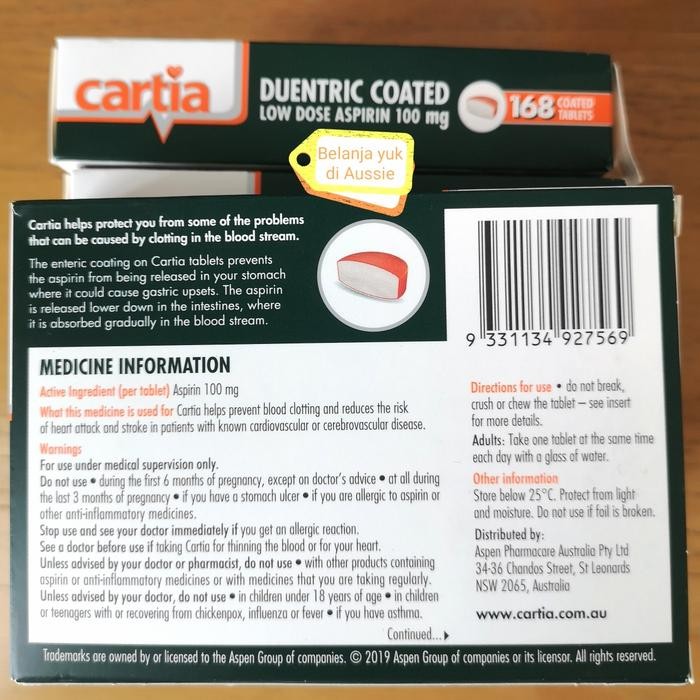 cartia
DUENTRIC COATED
LOW DOSE ASPIRIN 100 mg
168 COATED
TABLETS
Belanja yuk
di Aussie
Cartia helps protect you from some of the problems
that can be caused by clotting in the blood stream.
The enteric coating on Cartia tablets prevents
the aspirin from being released in your stomach
where it could cause gastric upsets. The aspirin
is released lower down in the intestines, where
it is absorbed gradually in the blood stream.
9 331134 927569
MEDICINE INFORMATION
Active Ingredient (per tablet) Aspirin 100 mg
What this medicine is used for Cartia helps prevent blood clotting and reduces the risk
of heart attack and stroke in patients with known cardiovascular or cerebrovascular disease.
Warnings
For use under medical supervision only.
Do not use • during the first 6 months of pregnancy, except on doctor's advice • at all during
the last 3 months of pregnancy • if you have a stomach ulcer • if you are allergic to aspirin or
other anti-inflammatory medicines.
Stop use and see your doctor immediately if you get an allergic reaction.
See a doctor before use if taking Cartia for thinning the blood or for your heart.
Unless advised by your doctor or pharmacist, do not use • with other products containing
aspirin or anti-inflammatory medicines or with medicines that you are taking regularly.
Unless advised by your doctor, do not use • in children under 18 years of age • in children
or teenagers with or recovering from chickenpox, influenza or fever • if you have asthma.
Continued...
Directions for use • do not break,
crush or chew the tablet – see insert
for more details.
Adults: Take one tablet at the same time
each day with a glass of water.
Other information
Store below 25°C. Protect from light
and moisture. Do not use if foil is broken.
Distributed by:
Aspen Pharmacare Australia Pty Ltd
34-36 Chandos Street, St Leonards
NSW 2065, Australia
www.cartia.com.au
Trademarks are owned by or licensed to the Aspen Group of companies. © 2019 Aspen Group of companies or its licensor. All rights reserved.